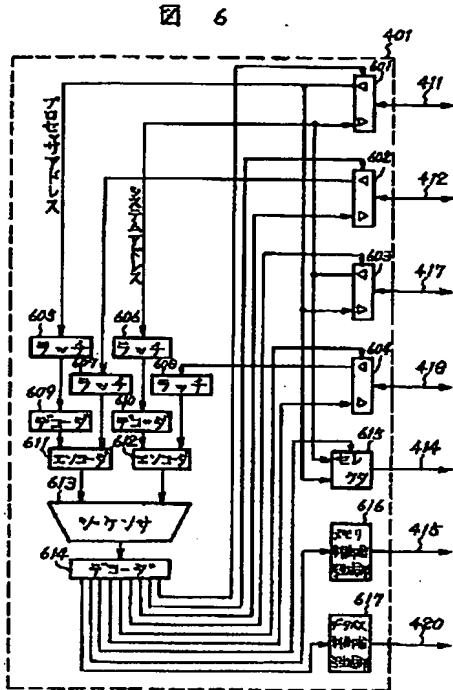 図 6
401
601
411
プロセサアドレス
システムアドレス
602
412
603
417
604
418
605
ラッチ
606
ラッチ
607
ラッチ
608
ラッチ
609
デコーダ
610
デコーダ
611
エンコーダ
612
エンコーダ
613
シーケンサ
614
デコーダ
615
セレ
クタ
414
616
415
617
420